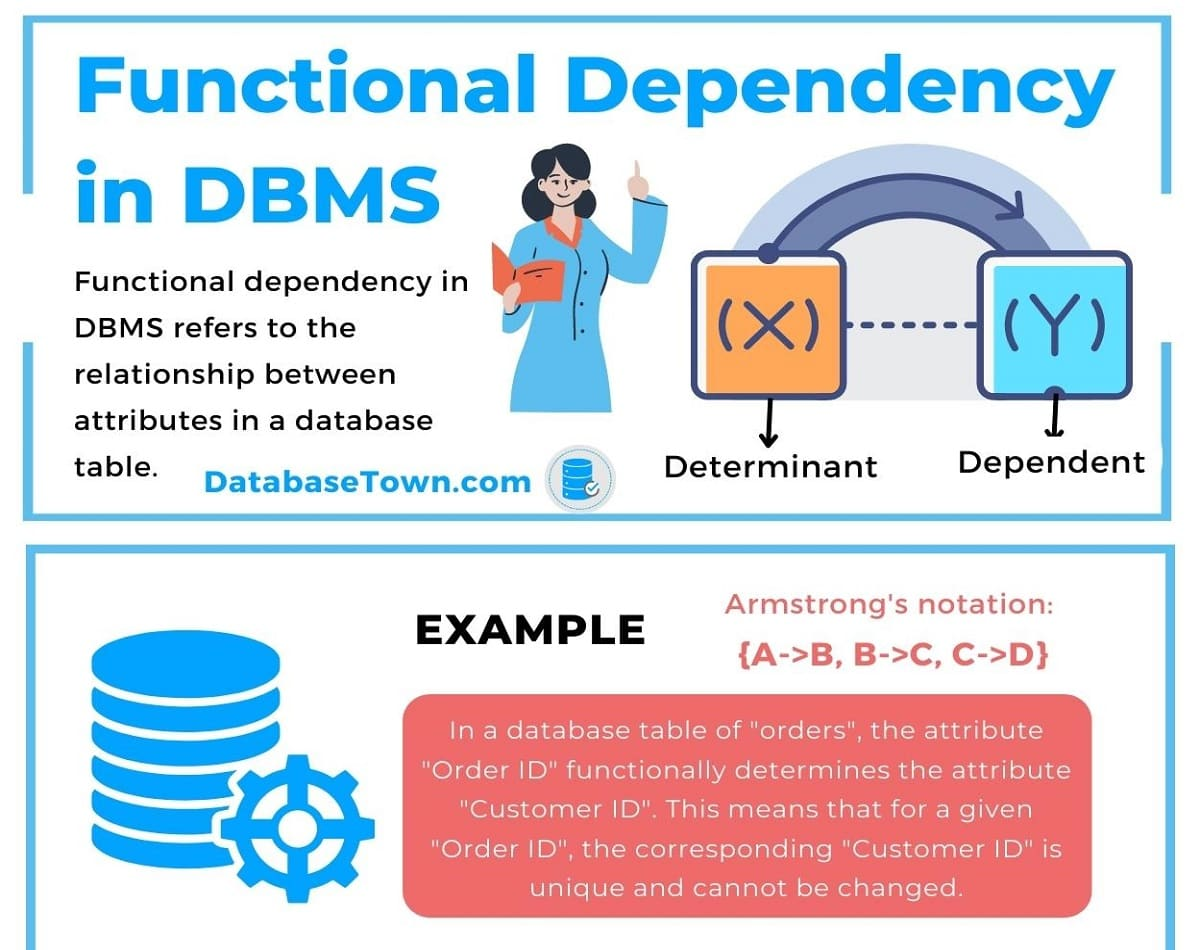 Functional Dependency
in DBMS
Functional dependency in
DBMS refers to the
relationship between
attributes in a database
table.
DatabaseTown.com
(X)
(Y)
Determinant
Dependent
EXAMPLE
Armstrong's notation:
{A->B, B->C, C->D}
In a database table of "orders", the attribute
"Order ID" functionally determines the attribute
"Customer ID". This means that for a given
"Order ID", the corresponding "Customer ID" is
unique and cannot be changed.